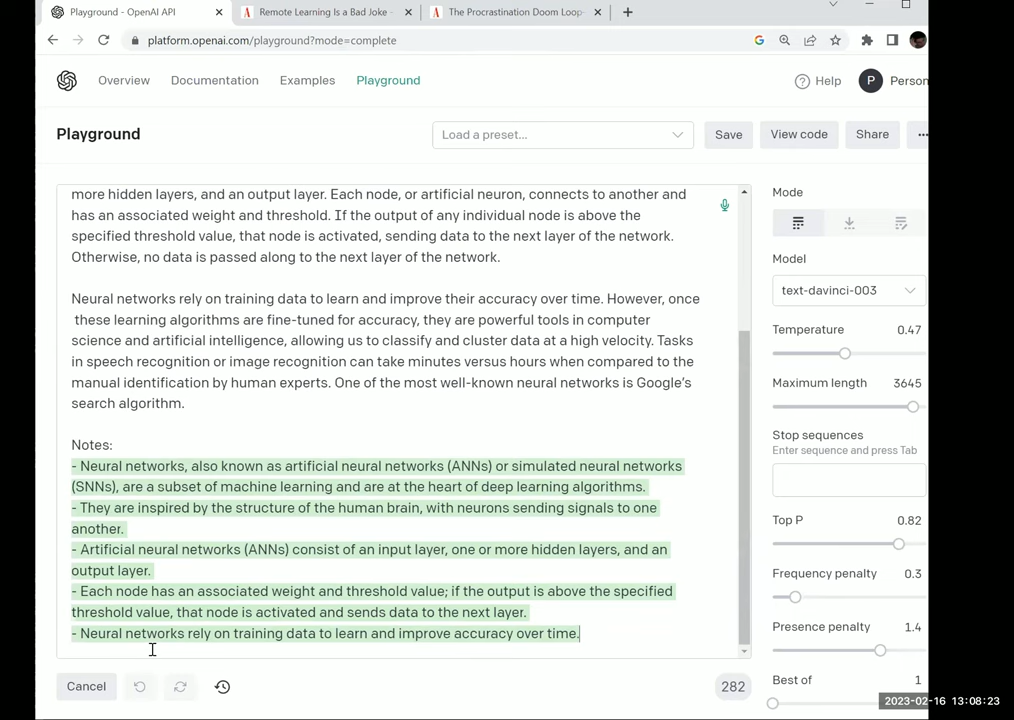 Playground - OpenAI API
Remote Learning Is a Bad Joke -
The Procrastination Doom Loop-
platform.openai.com/playground?mode=complete
Overview Documentation Examples Playground Help P Person
Playground
Load a preset...
Save
View code
Share
...
more hidden layers, and an output layer. Each node, or artificial neuron, connects to another and
has an associated weight and threshold. If the output of any individual node is above the
specified threshold value, that node is activated, sending data to the next layer of the network.
Otherwise, no data is passed along to the next layer of the network.
Neural networks rely on training data to learn and improve their accuracy over time. However, once
these learning algorithms are fine-tuned for accuracy, they are powerful tools in computer
science and artificial intelligence, allowing us to classify and cluster data at a high velocity. Tasks
in speech recognition or image recognition can take minutes versus hours when compared to the
manual identification by human experts. One of the most well-known neural networks is Google's
search algorithm.
Notes:
- Neural networks, also known as artificial neural networks (ANNs) or simulated neural networks
(SNNs), are a subset of machine learning and are at the heart of deep learning algorithms.
- They are inspired by the structure of the human brain, with neurons sending signals to one
another.
- Artificial neural networks (ANNs) consist of an input layer, one or more hidden layers, and an
output layer.
- Each node has an associated weight and threshold value; if the output is above the specified
threshold value, that node is activated and sends data to the next layer.
- Neural networks rely on training data to learn and improve accuracy over time.
Cancel
282
Mode
Model
text-davinci-003
Temperature 0.47
Maximum length 3645
Stop sequences
Enter sequence and press Tab
Top P 0.82
Frequency penalty 0.3
Presence penalty 1.4
Best of 1
2023-02-16 13:08:23